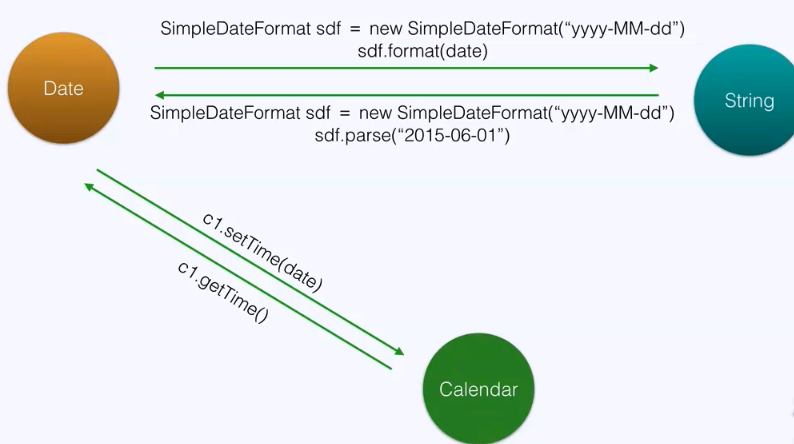 SimpleDateFormat sdf = new SimpleDateFormat(“yyyy-MM-dd”)
sdf.format(date)
Date
String
SimpleDateFormat sdf = new SimpleDateFormat(“yyyy-MM-dd”)
sdf.parse(“2015-06-01”)
c1.setTime(date)
c1.getTime()
Calendar